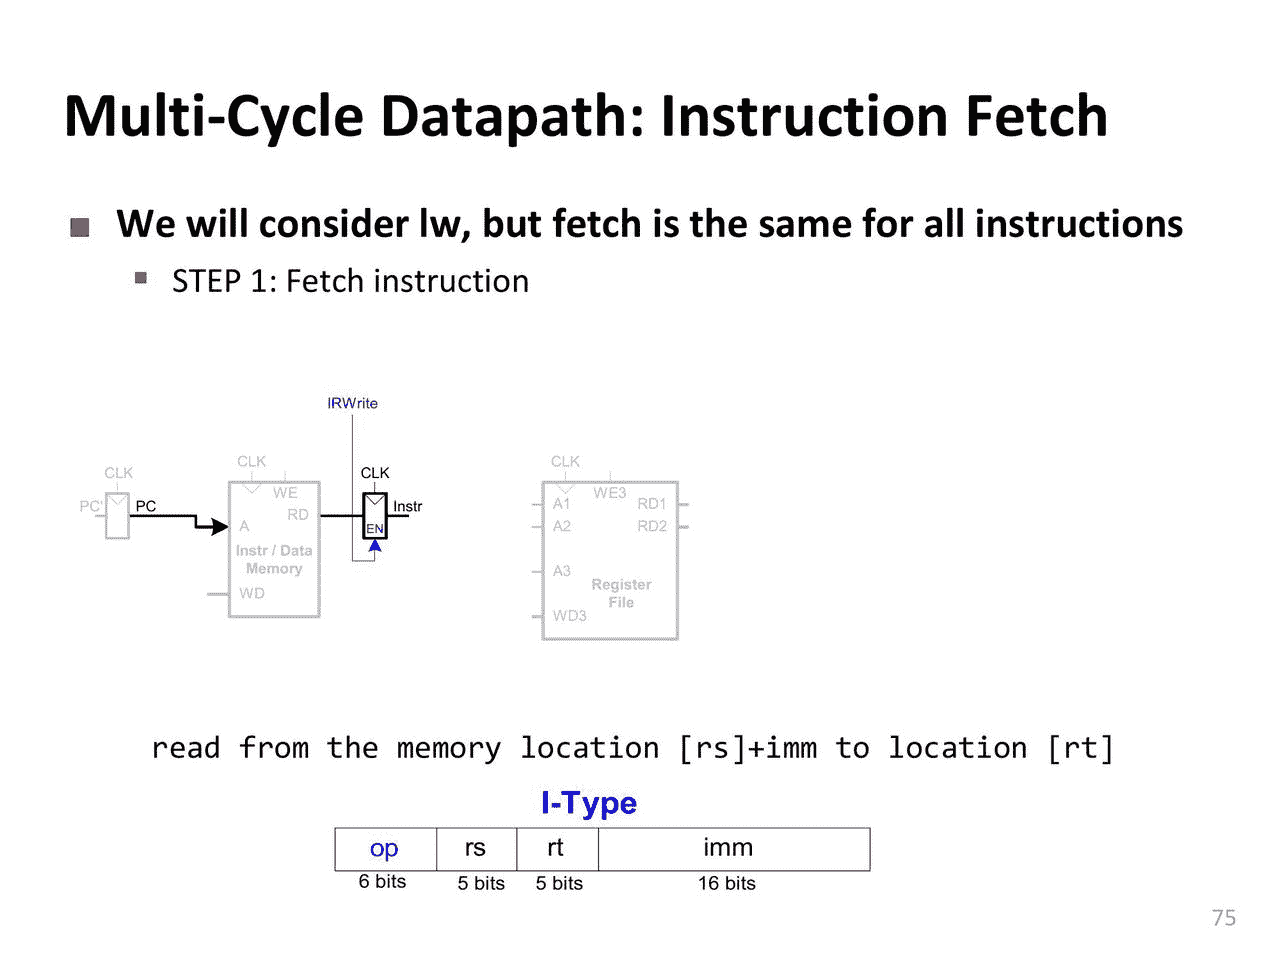 Multi-Cycle Datapath: Instruction Fetch
We will consider lw, but fetch is the same for all instructions
STEP 1: Fetch instruction
IRWrite
CLK
CLK
CLK
CLK
PC'
PC
WE
RD
A
Instr / Data
Memory
WD
EN
Instr
WE3
A1
RD1
A2
RD2
A3
Register
File
WD3
read from the memory location [rs]+imm to location [rt]
I-Type
op
rs
rt
imm
6 bits
5 bits
5 bits
16 bits
75